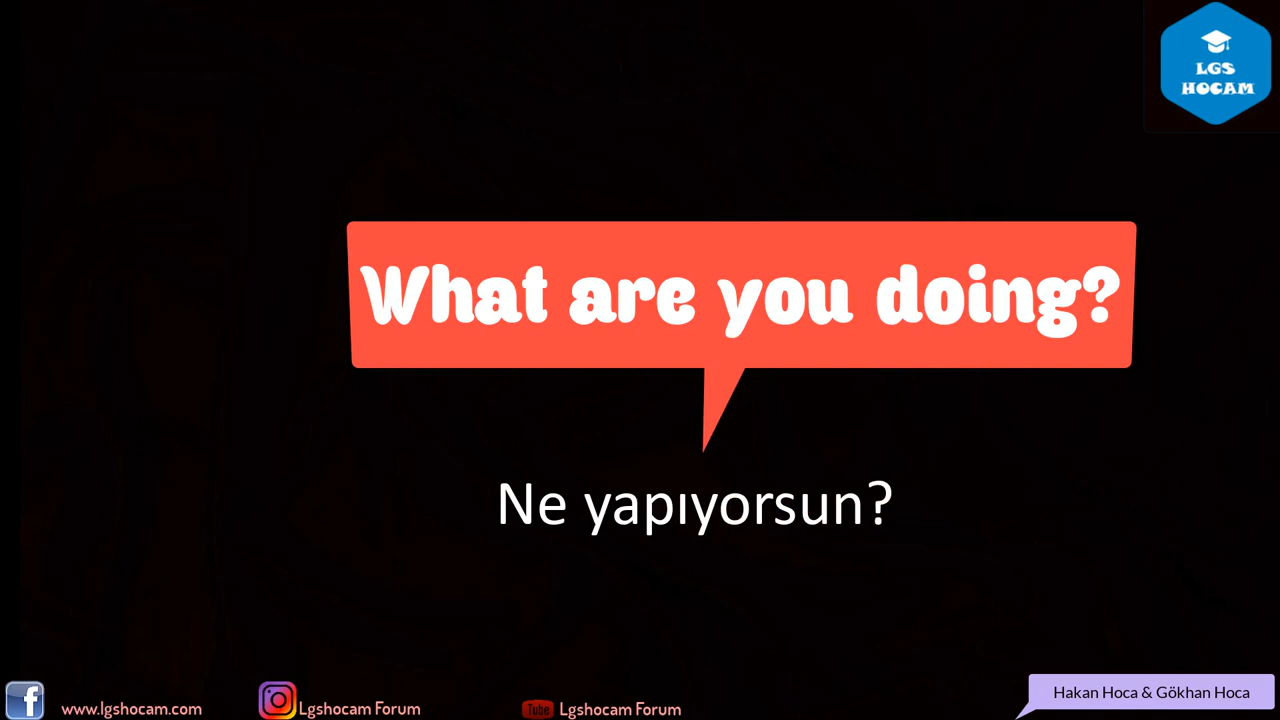 LGS
HOCAM
What are you doing?
Ne yapıyorsun?
www.lgshocam.com
Lgshocam Forum
Tube
Lgshocam Forum
Hakan Hoca & Gökhan Hoca